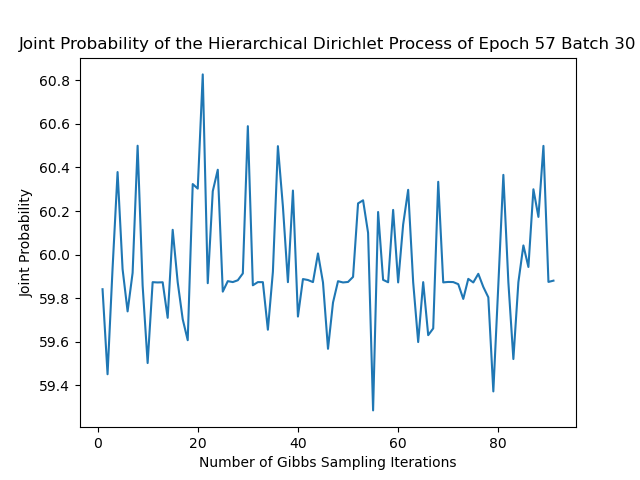 Joint Probability of the Hierarchical Dirichlet Process of Epoch 57 Batch 30
60.8
60.6
60.4
60.2
60.0
59.8
59.6
59.4
Joint Probability
0 20 40 60 80
Number of Gibbs Sampling Iterations